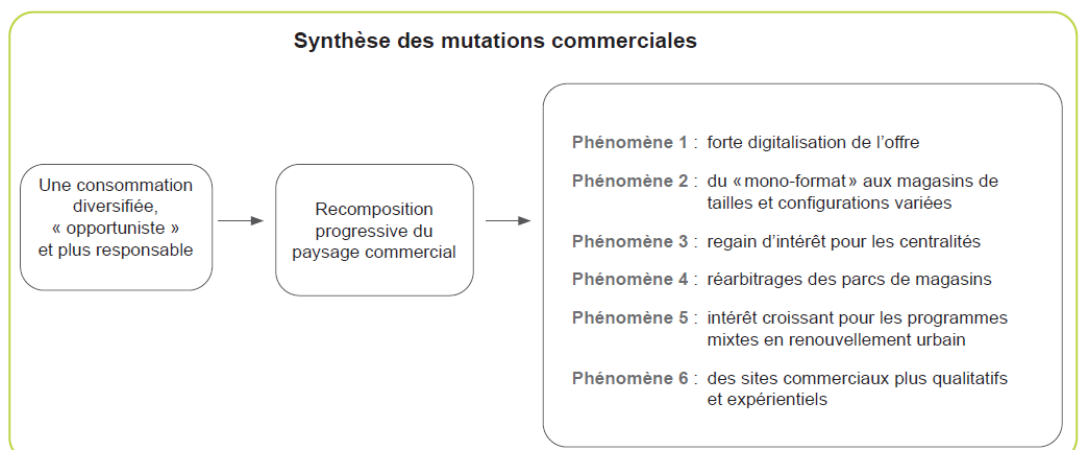 Synthèse des mutations commerciales
Une consommation
diversifiée,
« opportuniste »
et plus responsable
Recomposition
progressive du
paysage commercial
Phénomène 1 : forte digitalisation de l'offre
Phénomène 2 : du « mono-format » aux magasins de
tailles et configurations variées
Phénomène 3 : regain d'intérêt pour les centralités
Phénomène 4 : réarbitrages des parcs de magasins
Phénomène 5 : intérêt croissant pour les programmes
mixtes en renouvellement urbain
Phénomène 6 : des sites commerciaux plus qualitatifs
et expérientiels